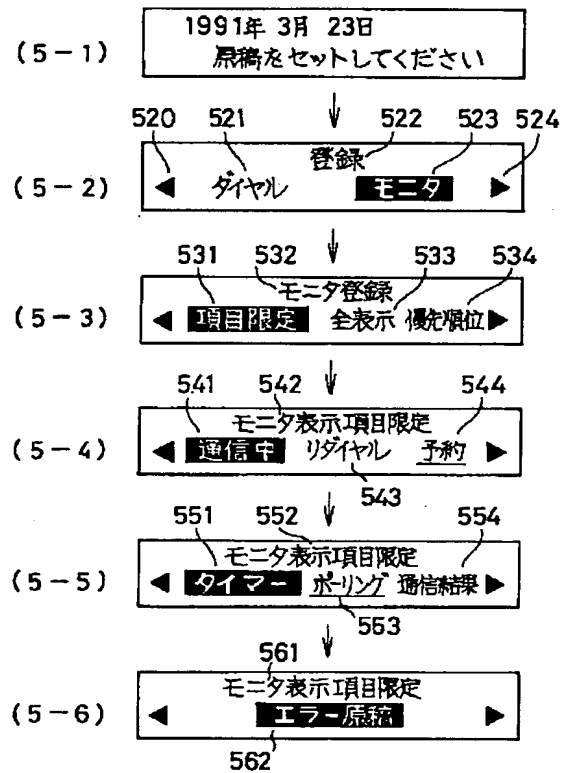 (5-1)
1991年 3月 23日
原稿をセットしてください
520 521 522 523 524
(5-2)
登録
◀ ダイヤル モニタ ▶
531 532 533 534
(5-3)
モニタ登録
◀ 項目限定 全表示 優先順位 ▶
541 542 544
(5-4)
モニタ表示項目限定
◀ 通信中 リダイヤル 予約 ▶
543
551 552 554
(5-5)
モニタ表示項目限定
◀ タイマー ポーリング 通信結果 ▶
553
561
(5-6)
モニタ表示項目限定
◀ エラー原稿 ▶
562